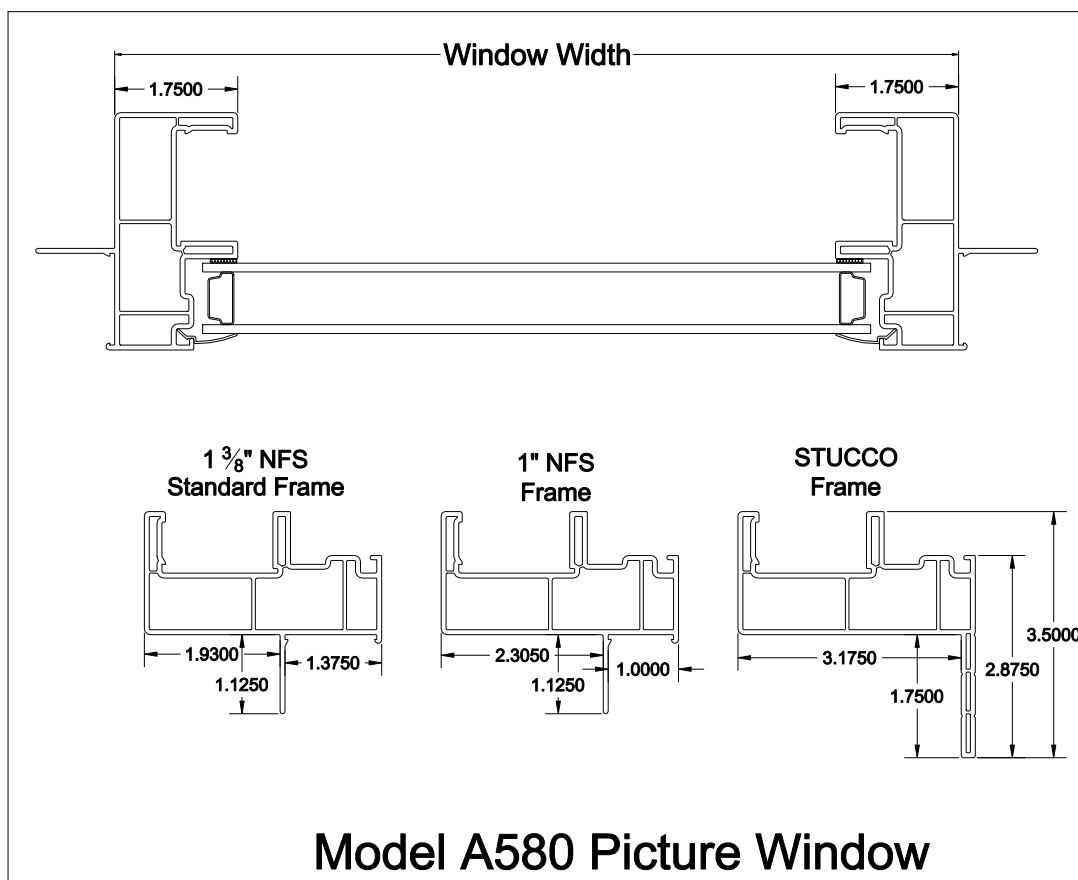 Window Width
1.7500
1.7500
1 3/8" NFS
Standard Frame
1" NFS
Frame
STUCCO
Frame
1.9300
1.3750
1.1250
2.3050
1.0000
1.1250
3.1750
1.7500
2.8750
3.5000
Model A580 Picture Window